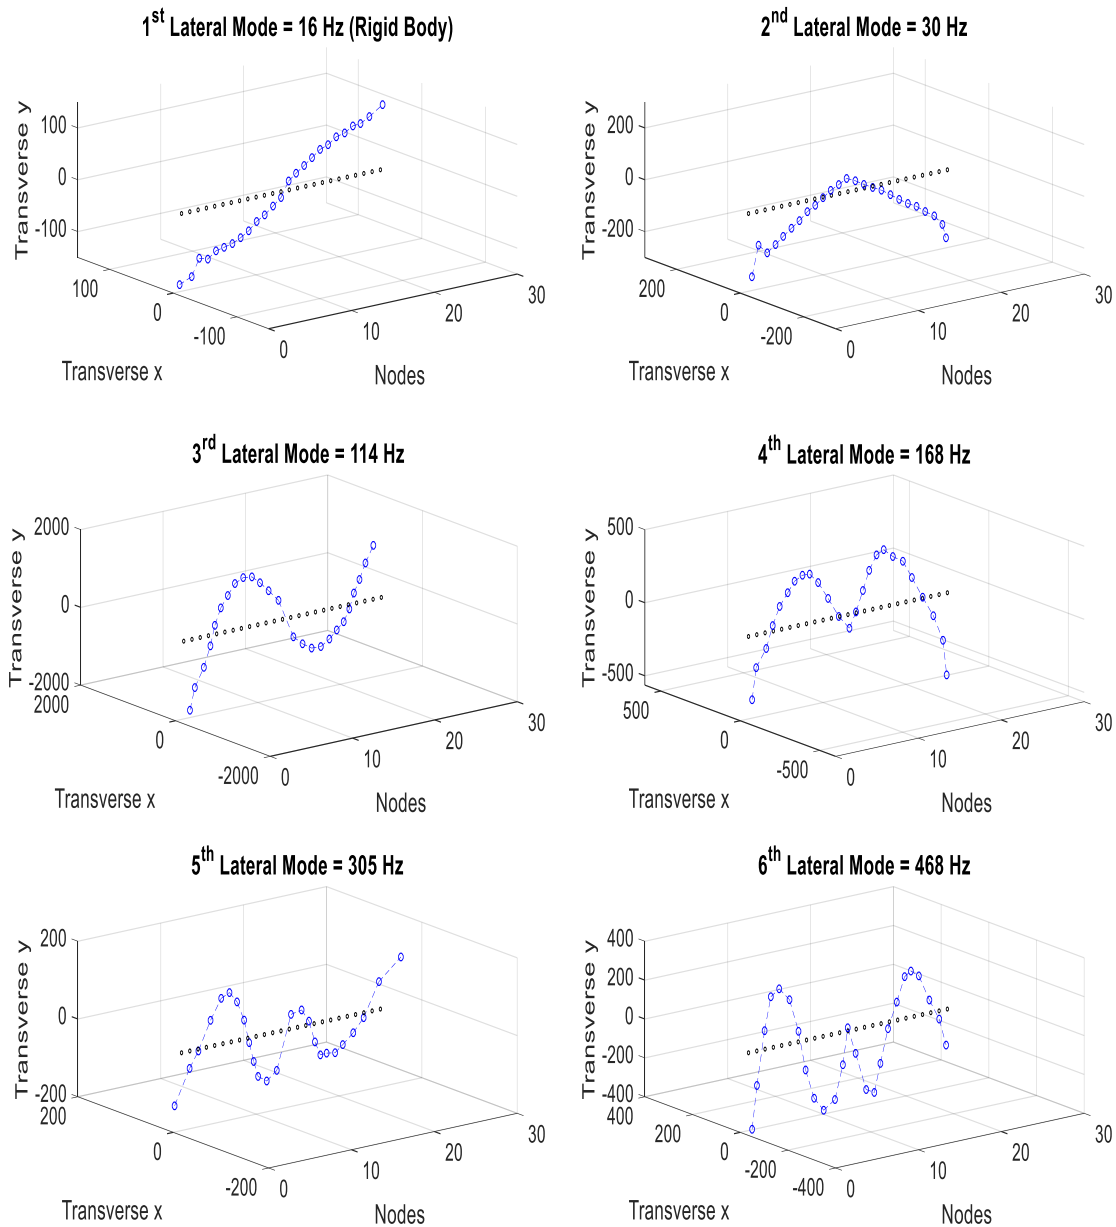 1st Lateral Mode = 16 Hz (Rigid Body)
Transverse y
100
0
-100
100
0
-100
Transverse x
0
10
20
30
Nodes
2nd Lateral Mode = 30 Hz
Transverse y
200
0
-200
200
0
-200
Transverse x
0
10
20
30
Nodes
3rd Lateral Mode = 114 Hz
Transverse y
2000
0
-2000
2000
0
-2000
Transverse x
0
10
20
30
Nodes
4th Lateral Mode = 168 Hz
Transverse y
500
0
-500
500
0
-500
Transverse x
0
10
20
30
Nodes
5th Lateral Mode = 305 Hz
Transverse y
200
0
-200
200
0
-200
Transverse x
0
10
20
30
Nodes
6th Lateral Mode = 468 Hz
Transverse y
400
200
0
-200
-400
400
200
0
-200
-400
Transverse x
0
10
20
30
Nodes